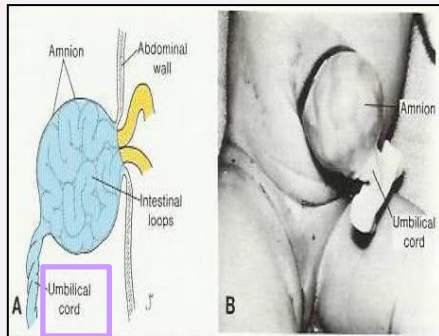 Amnion
Abdominal
wall
Intestinal
loops
Umbilical
cord
A
Amnion
Umbilical
cord
B